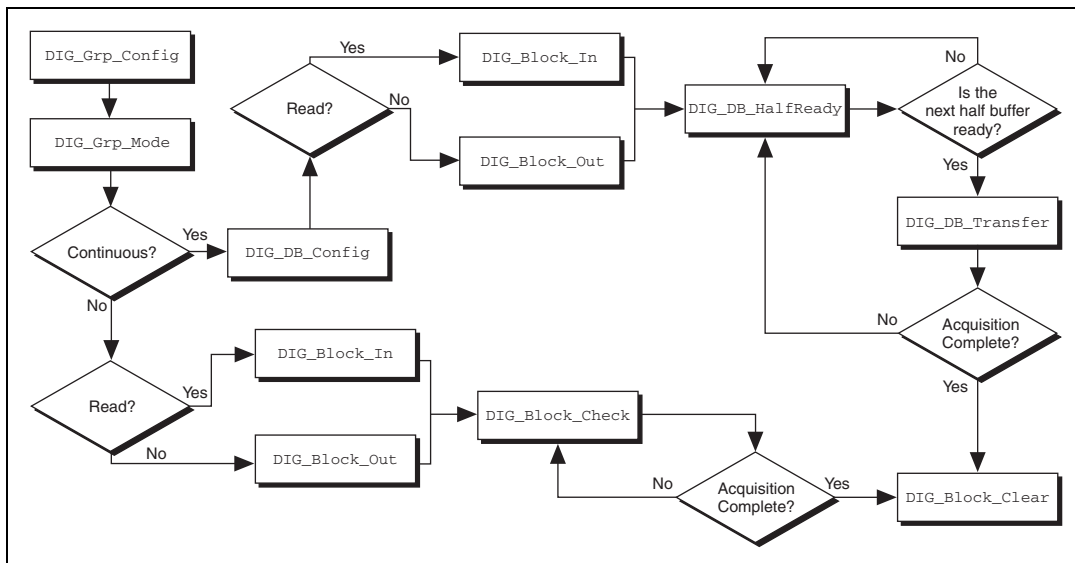 DIG_Grp_Config
DIG_Grp_Mode
Continuous?
Yes
No
DIG_DB_Config
Read?
Yes
No
DIG_Block_In
DIG_Block_Out
DIG_DB_HalfReady
No
Is the
next half buffer
ready?
Yes
DIG_DB_Transfer
No
Acquisition
Complete?
Yes
Read?
Yes
No
DIG_Block_In
DIG_Block_Out
DIG_Block_Check
No
Acquisition
Complete?
Yes
DIG_Block_Clear